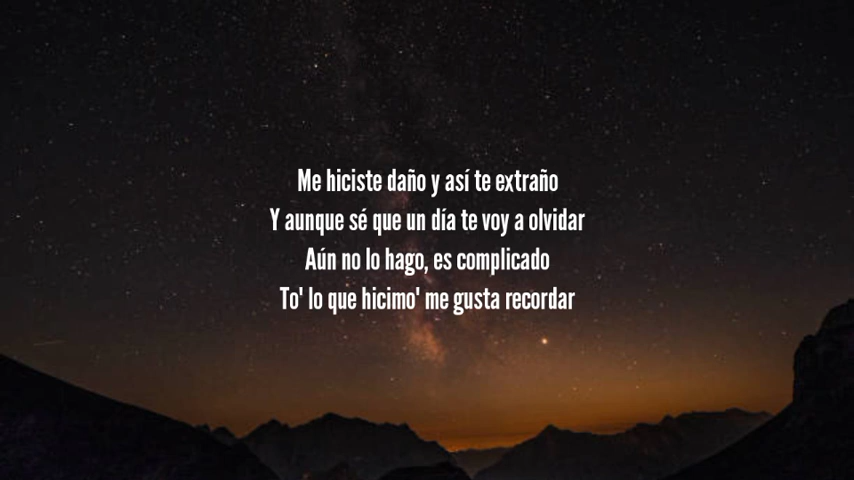 Me hiciste daño y así te extraño
Y aunque sé que un día te voy a olvidar
Aún no lo hago, es complicado
To' lo que hicimo' me gusta recordar